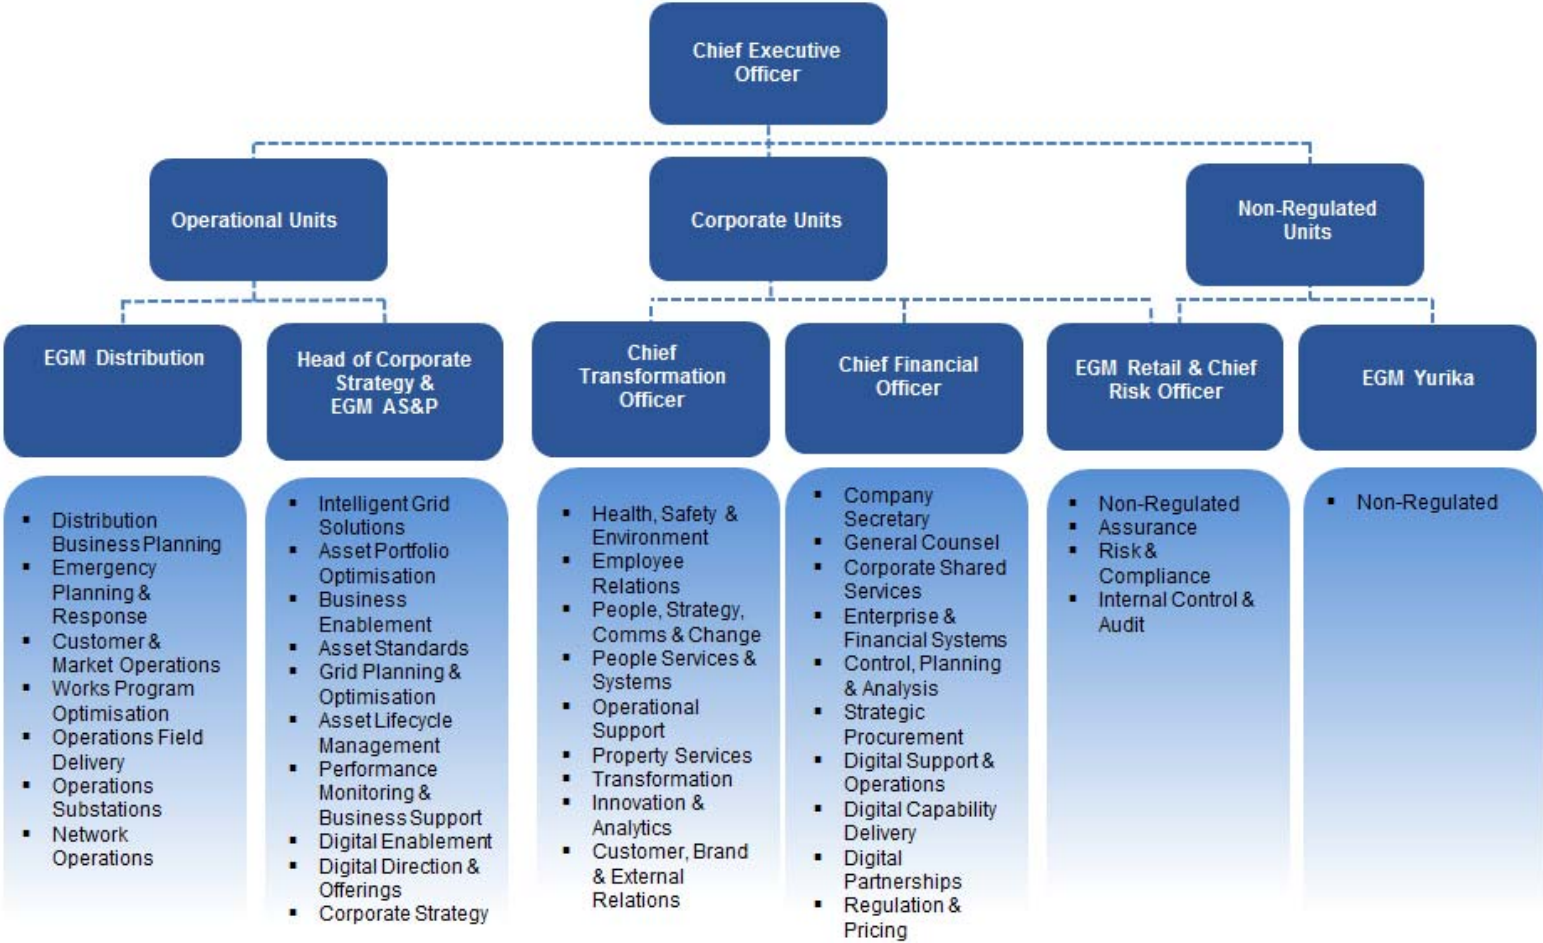 Chief Executive
Officer
Operational Units
Corporate Units
Non-Regulated
Units
EGM Distribution
Head of Corporate
Strategy &
EGM AS&P
Chief
Transformation
Officer
Chief Financial
Officer
EGM Retail & Chief
Risk Officer
EGM Yurika
▪ Distribution
Business Planning
▪ Emergency
Planning &
Response
▪ Customer &
Market Operations
▪ Works Program
Optimisation
▪ Operations Field
Delivery
▪ Operations
Substations
▪ Network
Operations
▪ Intelligent Grid
Solutions
▪ Asset Portfolio
Optimisation
▪ Business
Enablement
▪ Asset Standards
▪ Grid Planning &
Optimisation
▪ Asset Lifecycle
Management
▪ Performance
Monitoring &
Business Support
▪ Digital Enablement
▪ Digital Direction &
Offerings
▪ Corporate Strategy
▪ Health, Safety &
Environment
▪ Employee
Relations
▪ People, Strategy,
Comms & Change
▪ People Services &
Systems
▪ Operational
Support
▪ Property Services
▪ Transformation
▪ Innovation &
Analytics
▪ Customer, Brand
& External
Relations
▪ Company
Secretary
▪ General Counsel
▪ Corporate Shared
Services
▪ Enterprise &
Financial Systems
▪ Control, Planning
& Analysis
▪ Strategic
Procurement
▪ Digital Support &
Operations
▪ Digital Capability
Delivery
▪ Digital
Partnerships
▪ Regulation &
Pricing
▪ Non-Regulated
▪ Assurance
▪ Risk &
Compliance
▪ Internal Control &
Audit
▪ Non-Regulated